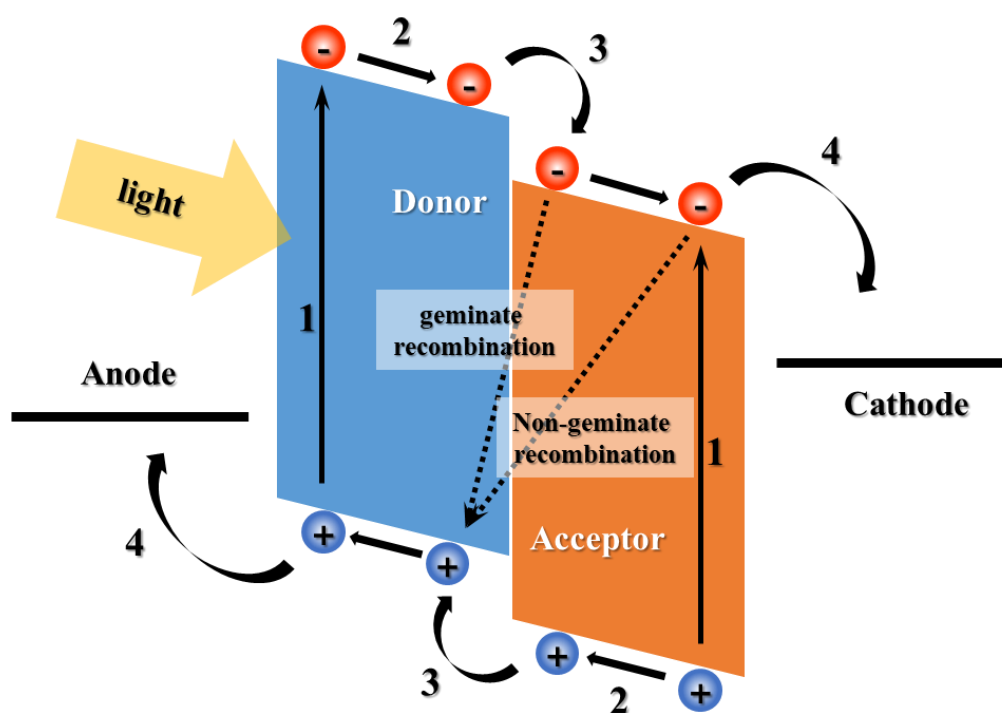 -
2
-
3
-
4
-
light
Donor
1
geminate
recombination
Anode
Cathode
Non-geminate
recombination
1
4
+
+
Acceptor
3
+
2
+